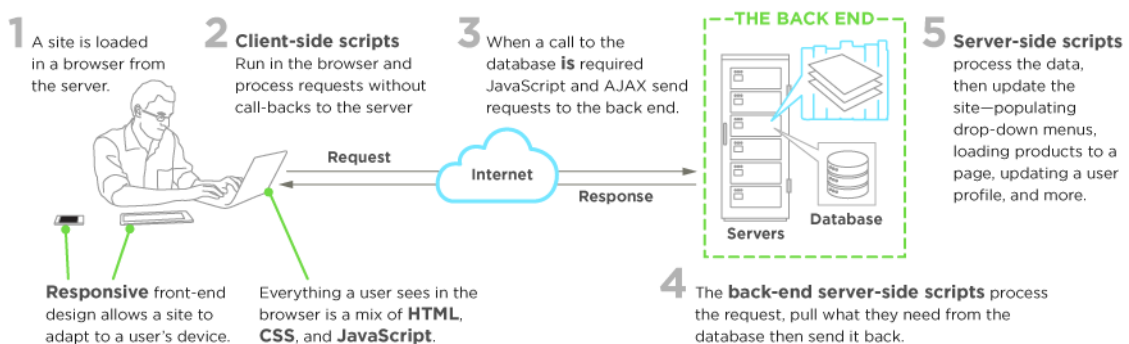 1
A site is loaded
in a browser from
the server.
2
Client-side scripts
Run in the browser and
process requests without
call-backs to the server
3
When a call to the
database is required
JavaScript and AJAX send
requests to the back end.
THE BACK END
5
Server-side scripts
process the data,
then update the
site—populating
drop-down menus,
loading products to a
page, updating a user
profile, and more.
Request
Internet
Response
Servers
Database
Responsive front-end
design allows a site to
adapt to a user's device.
Everything a user sees in the
browser is a mix of HTML,
CSS, and JavaScript.
4
The back-end server-side scripts process
the request, pull what they need from the
database then send it back.